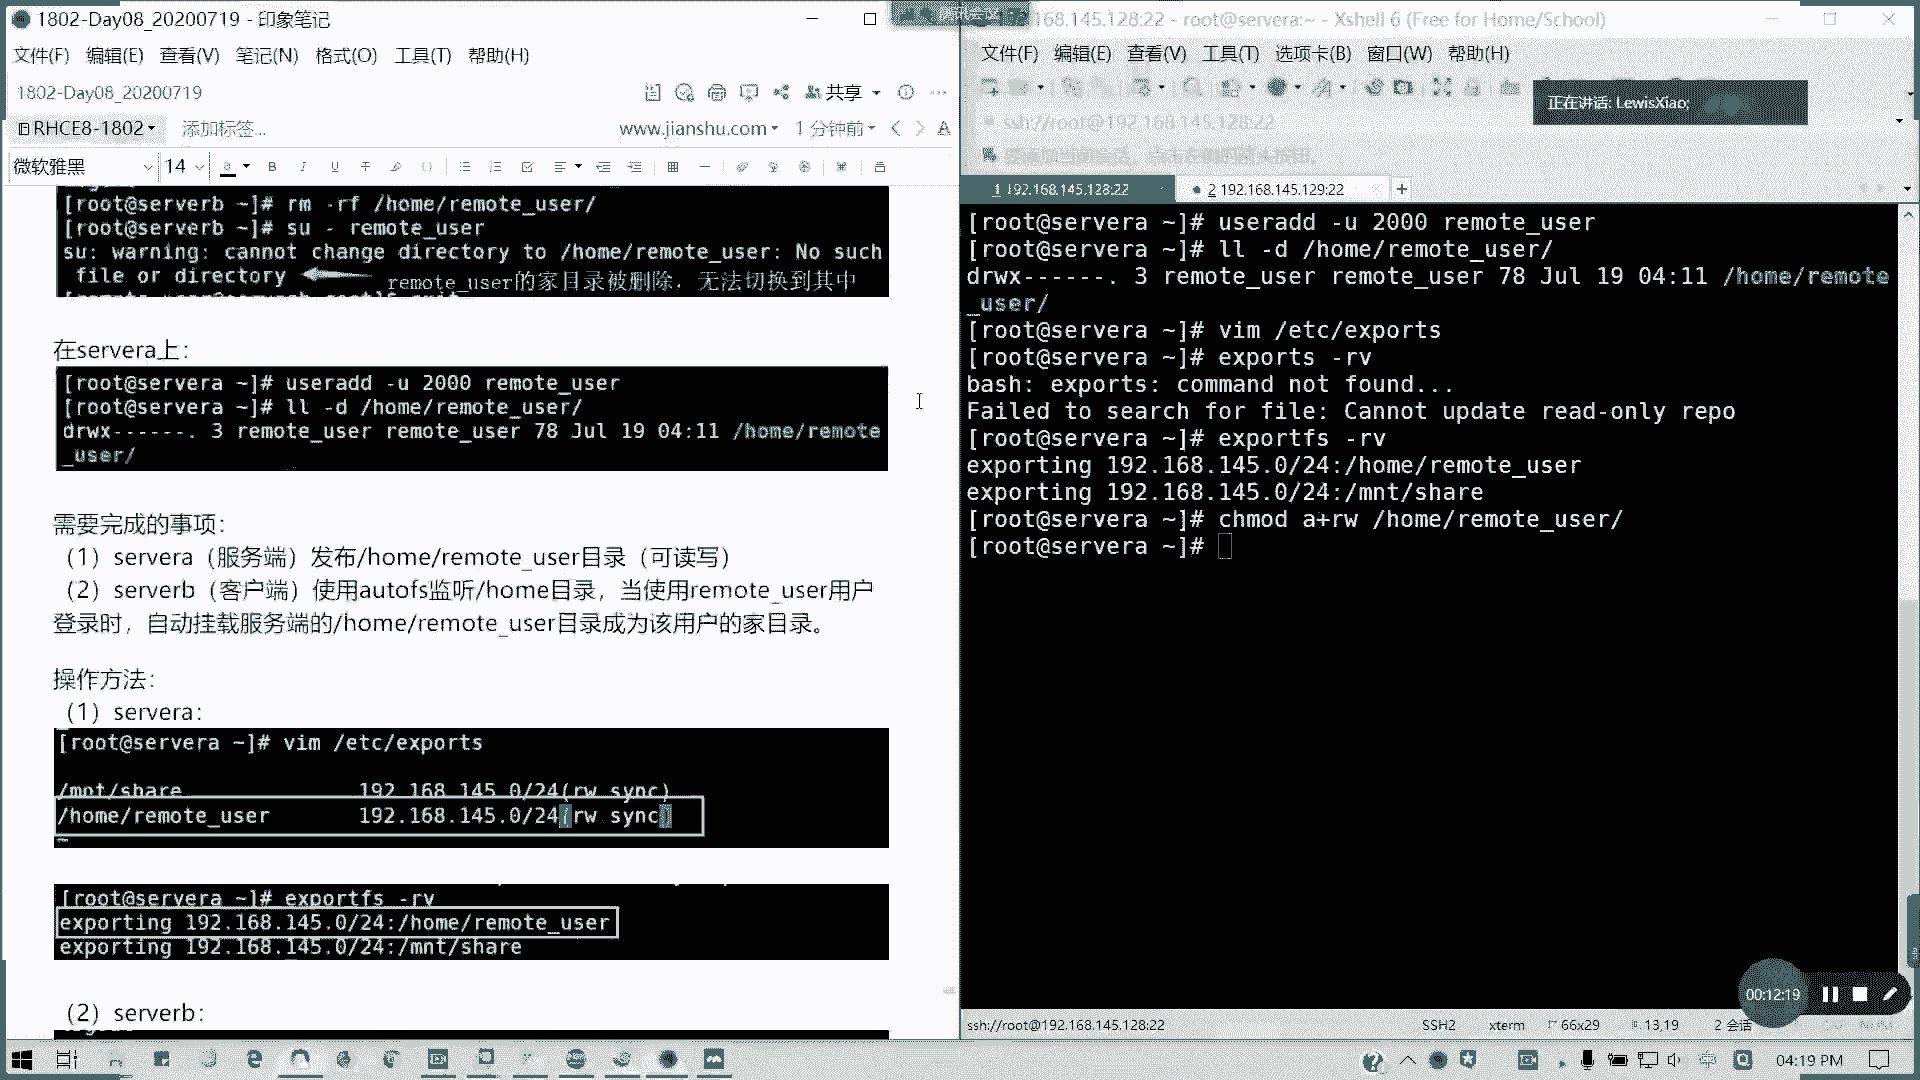 1802-Day08_20200719 - 印象笔记
文件(F) 编辑(E) 查看(V) 笔记(N) 格式(O) 工具(T) 帮助(H)
1802-Day08_20200719
共享
RHCE8-1802
添加标签...
www.jianshu.com
1 分钟前
微软雅黑
14
[root@serverb ~]# rm -rf /home/remote_user/
[root@serverb ~]# su - remote_user
su: warning: cannot change directory to /home/remote_user: No such
file or directory
remote_user的家目录被删除，无法切换到其中
在servera上：
[root@servera ~]# useradd -u 2000 remote_user
[root@servera ~]# ll -d /home/remote_user/
drwx------. 3 remote_user remote_user 78 Jul 19 04:11 /home/remote
_user/
需要完成的事项：
（1）servera（服务端）发布/home/remote_user目录（可读写）
（2）serverb（客户端）使用autofs监听/home目录，当使用remote_user用户
登录时，自动挂载服务端的/home/remote_user目录成为该用户的家目录。
操作方法：
（1）servera：
[root@servera ~]# vim /etc/exports
/mnt/share 192.168.145.0/24(rw,sync)
/home/remote_user 192.168.145.0/24(rw,sync)
~
[root@servera ~]# exportfs -rv
exporting 192.168.145.0/24:/home/remote_user
exporting 192.168.145.0/24:/mnt/share
（2）serverb：
168.145.128:22 - root@servera:~ - Xshell 6 (Free for Home/School)
文件(F) 编辑(E) 查看(V) 工具(T) 选项卡(B) 窗口(W) 帮助(H)
正在讲话: LewisXiao;
ssh://root@192.168.145.128:22
要添加当前会话，点击左侧的箭头按钮。
1 192.168.145.128:22
2 192.168.145.129:22
[root@servera ~]# useradd -u 2000 remote_user
[root@servera ~]# ll -d /home/remote_user/
drwx------. 3 remote_user remote_user 78 Jul 19 04:11 /home/remote
_user/
[root@servera ~]# vim /etc/exports
[root@servera ~]# exports -rv
bash: exports: command not found...
Failed to search for file: Cannot update read-only repo
[root@servera ~]# exportfs -rv
exporting 192.168.145.0/24:/home/remote_user
exporting 192.168.145.0/24:/mnt/share
[root@servera ~]# chmod a+rw /home/remote_user/
[root@servera ~]#
00:12:19
ssh://root@192.168.145.128:22
SSH2
xterm
66x29
13,19
2 会话
04:19 PM